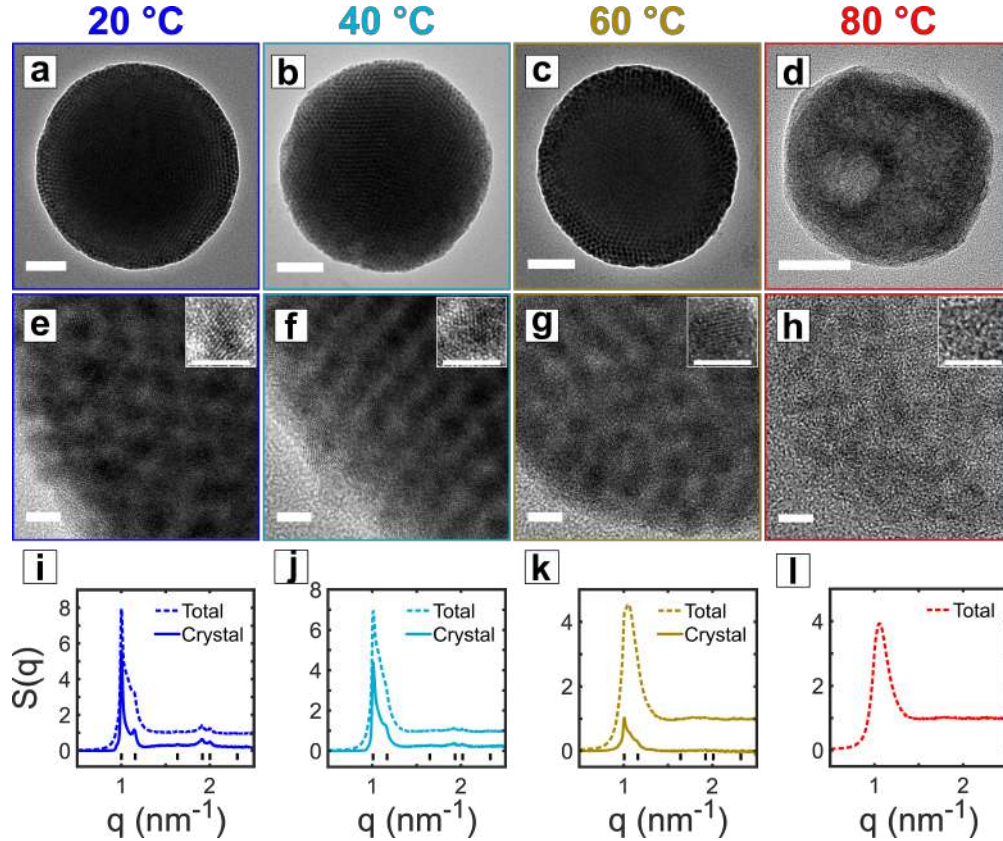 20 °C 40 °C 60 °C 80 °C
a b c d
e f g h
i j k l
8 8 4 4
6 6
4 4 2 2
2 2
0 0 0 0
Total Total Total Total
Crystal Crystal Crystal
S(q)
1 2 1 2 1 2 1 2
q (nm⁻¹) q (nm⁻¹) q (nm⁻¹) q (nm⁻¹)